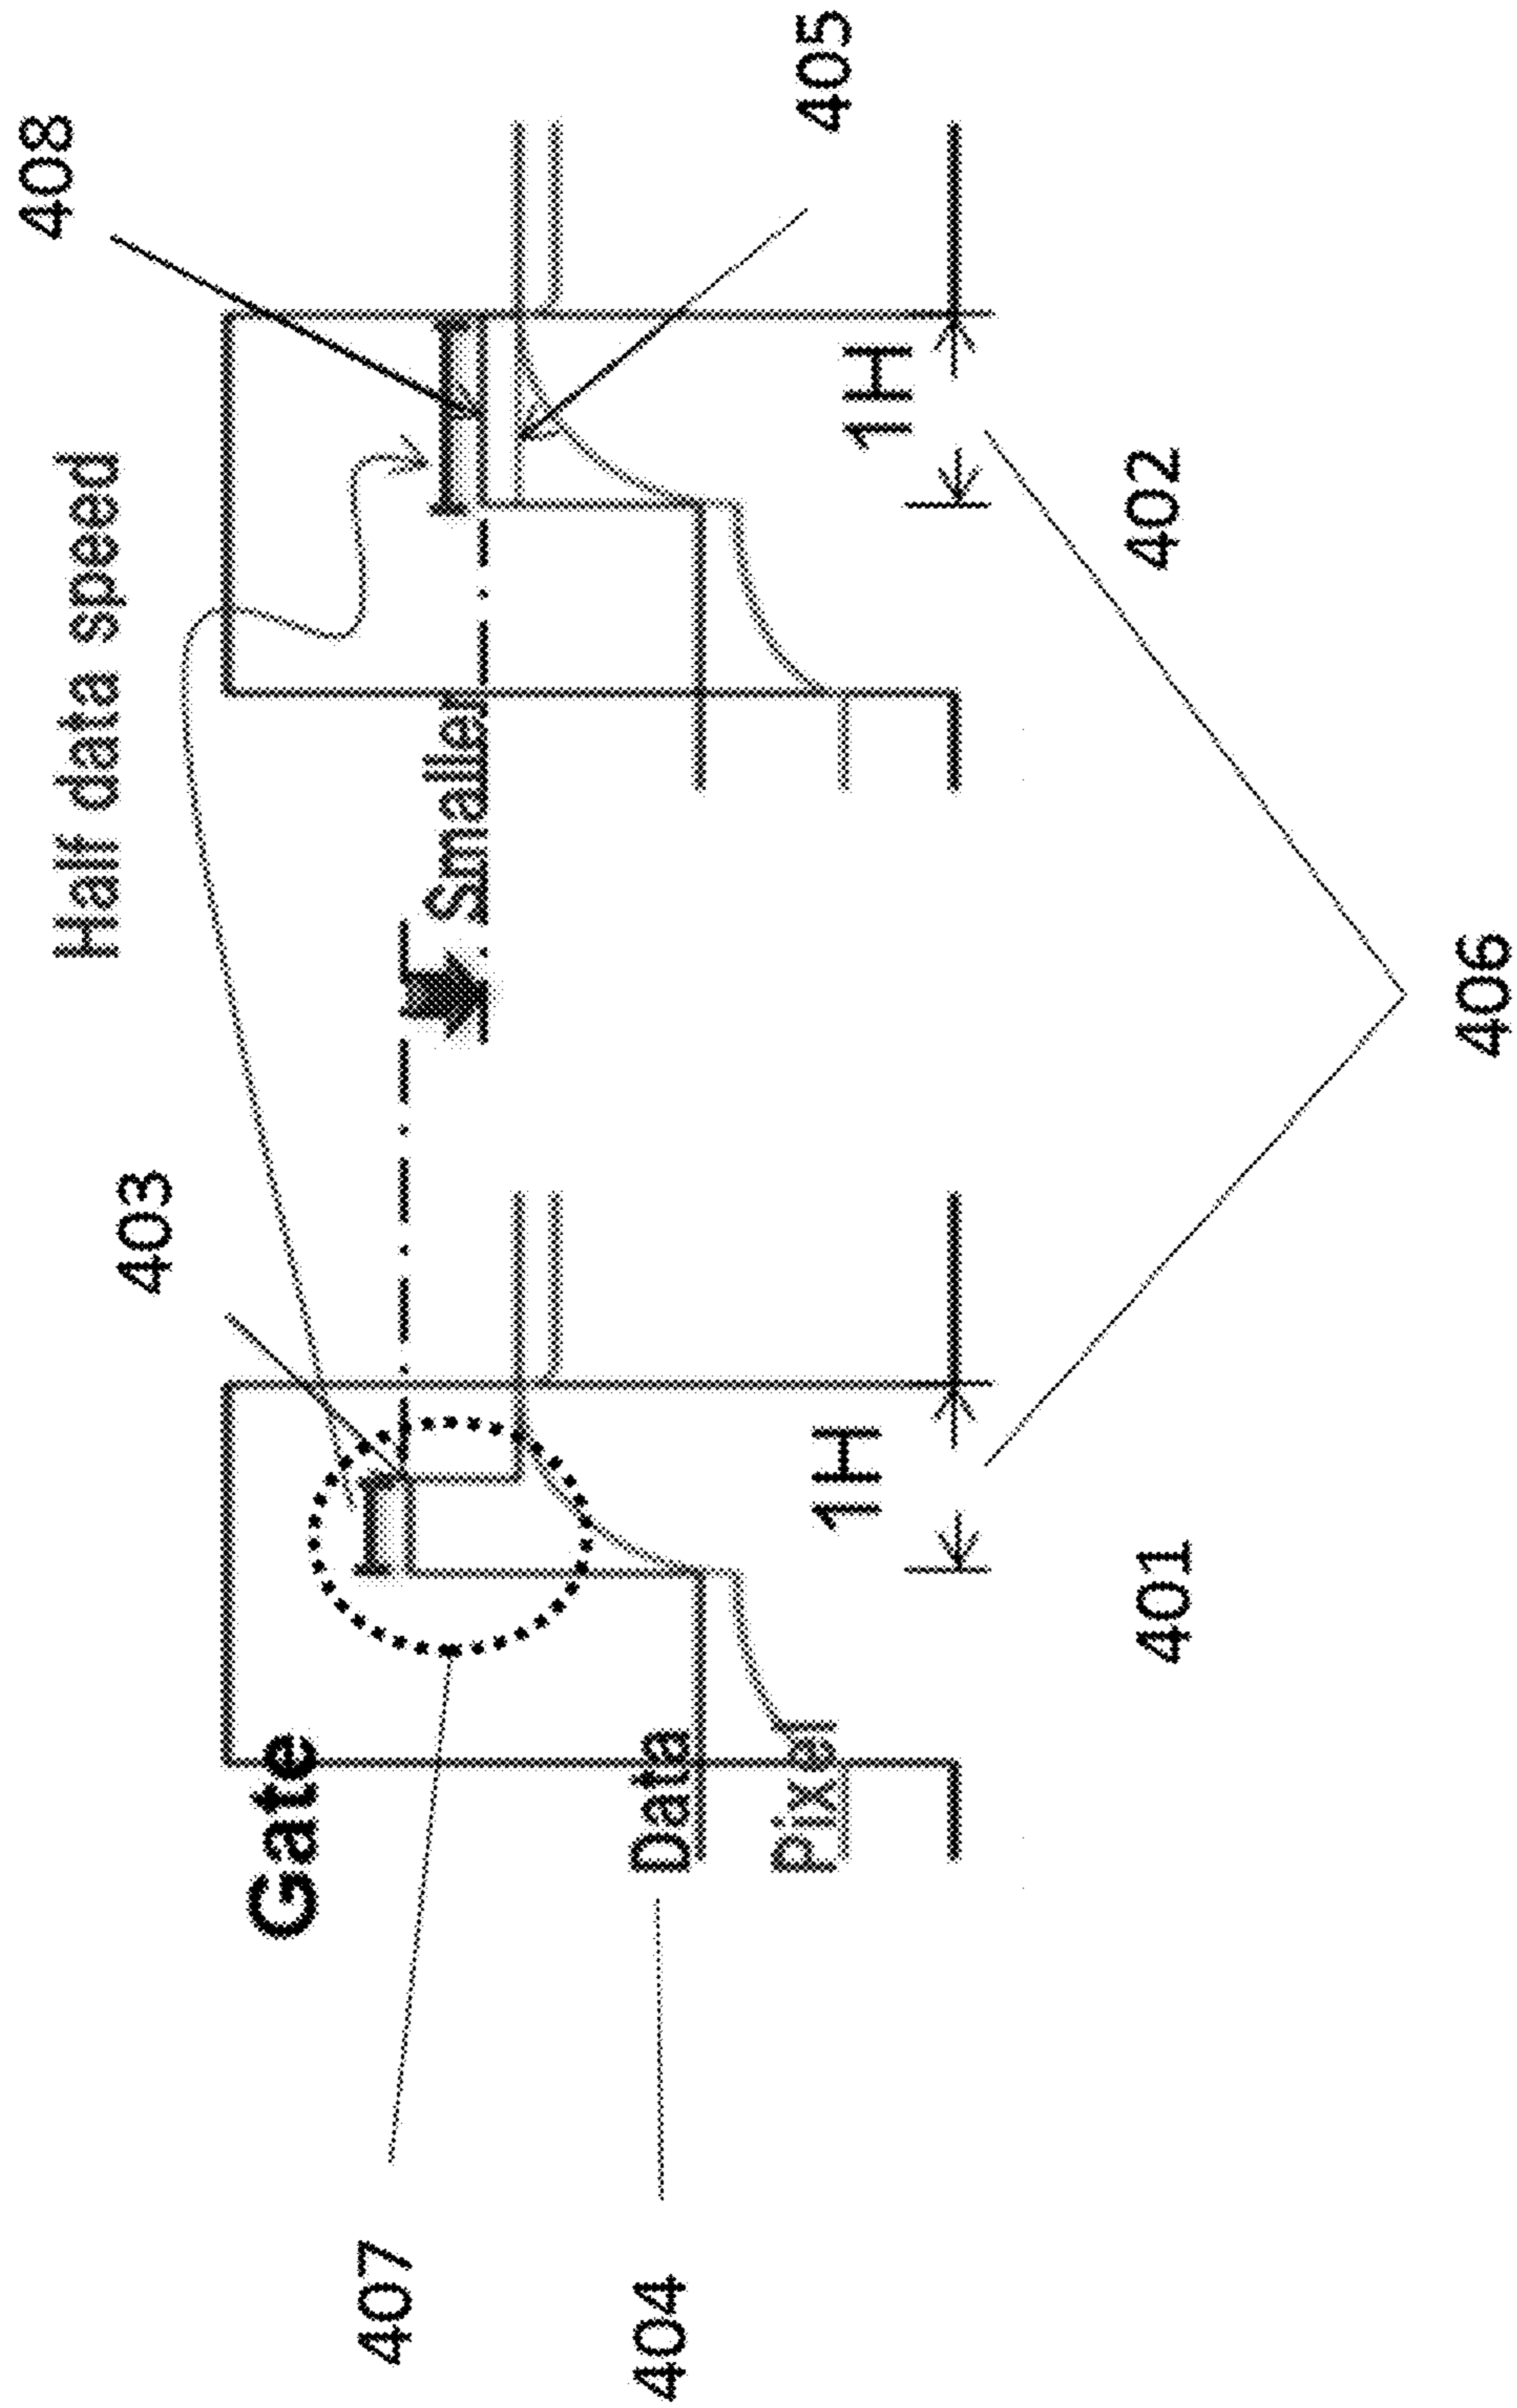 Half data speed
408
403
Gate
Smaller
407
405
Data
404
Pixel
1H
1H
401
402
406